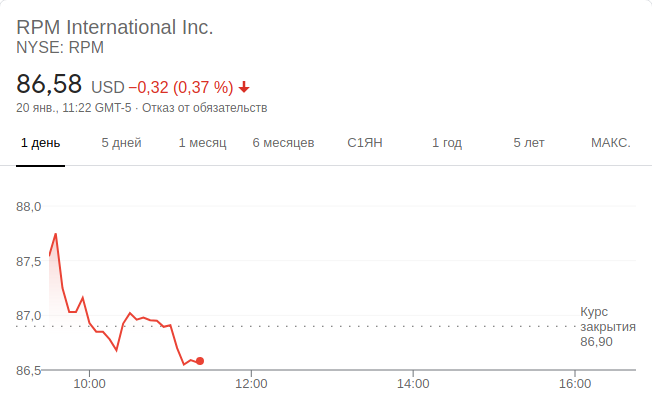 RPM International Inc.
NYSE: RPM
86,58 USD −0,32 (0,37 %)
20 янв., 11:22 GMT-5 · Отказ от обязательств
1 день 5 дней 1 месяц 6 месяцев С1ЯН 1 год 5 лет МАКС.
88,0
87,5
87,0
86,5
Курс
закрытия
86,90
10:00 12:00 14:00 16:00